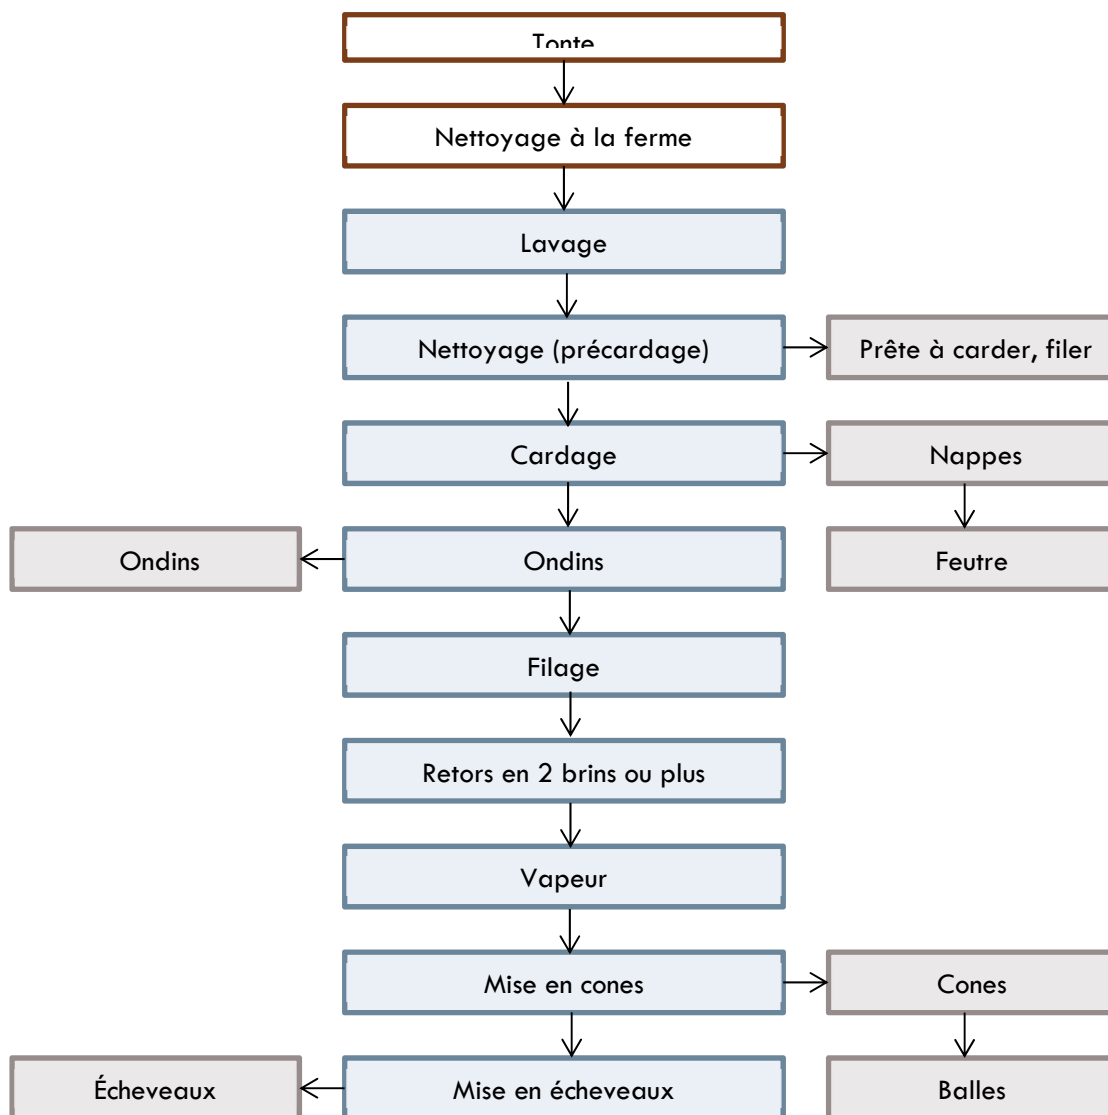 Tonte
Nettoyage à la ferme
Lavage
Nettoyage (précardage)
Prête à carder, filer
Cardage
Nappes
Ondins
Ondins
Feutre
Filage
Retors en 2 brins ou plus
Vapeur
Mise en cones
Cones
Écheveaux
Mise en écheveaux
Balles